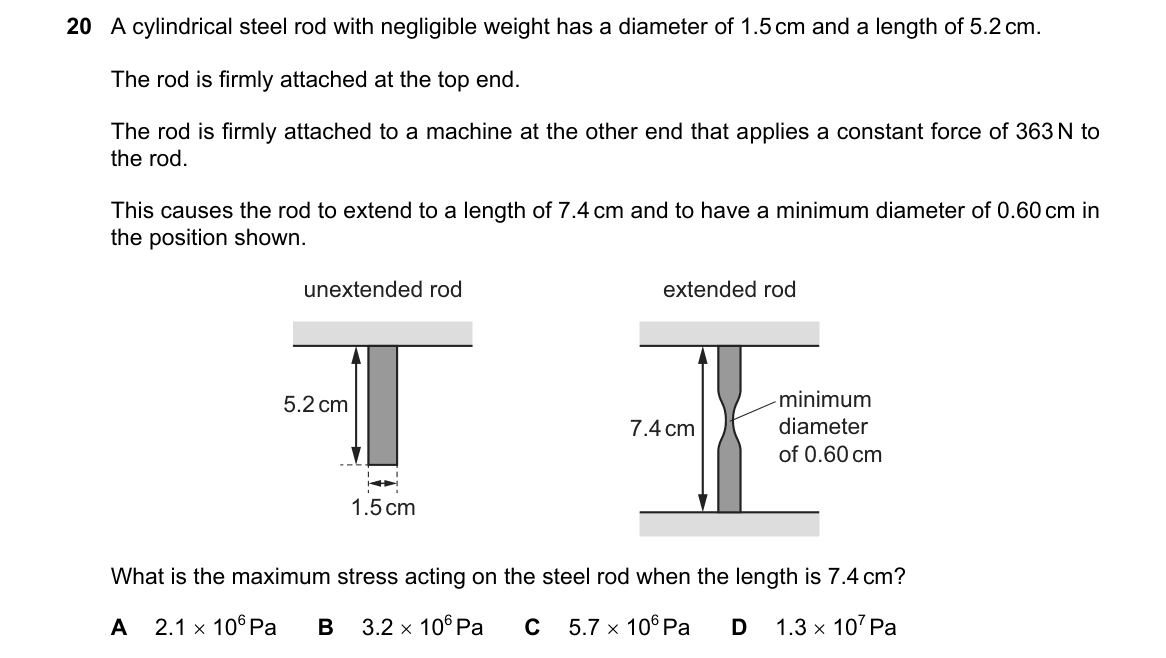 20 A cylindrical steel rod with negligible weight has a diameter of 1.5 cm and a length of 5.2 cm.
The rod is firmly attached at the top end.
The rod is firmly attached to a machine at the other end that applies a constant force of 363 N to
the rod.
This causes the rod to extend to a length of 7.4 cm and to have a minimum diameter of 0.60 cm in
the position shown.
unextended rod
extended rod
5.2 cm
1.5 cm
7.4 cm
minimum
diameter
of 0.60 cm
What is the maximum stress acting on the steel rod when the length is 7.4 cm?
A 2.1 × 10⁶ Pa B 3.2 × 10⁶ Pa C 5.7 × 10⁶ Pa D 1.3 × 10⁷ Pa